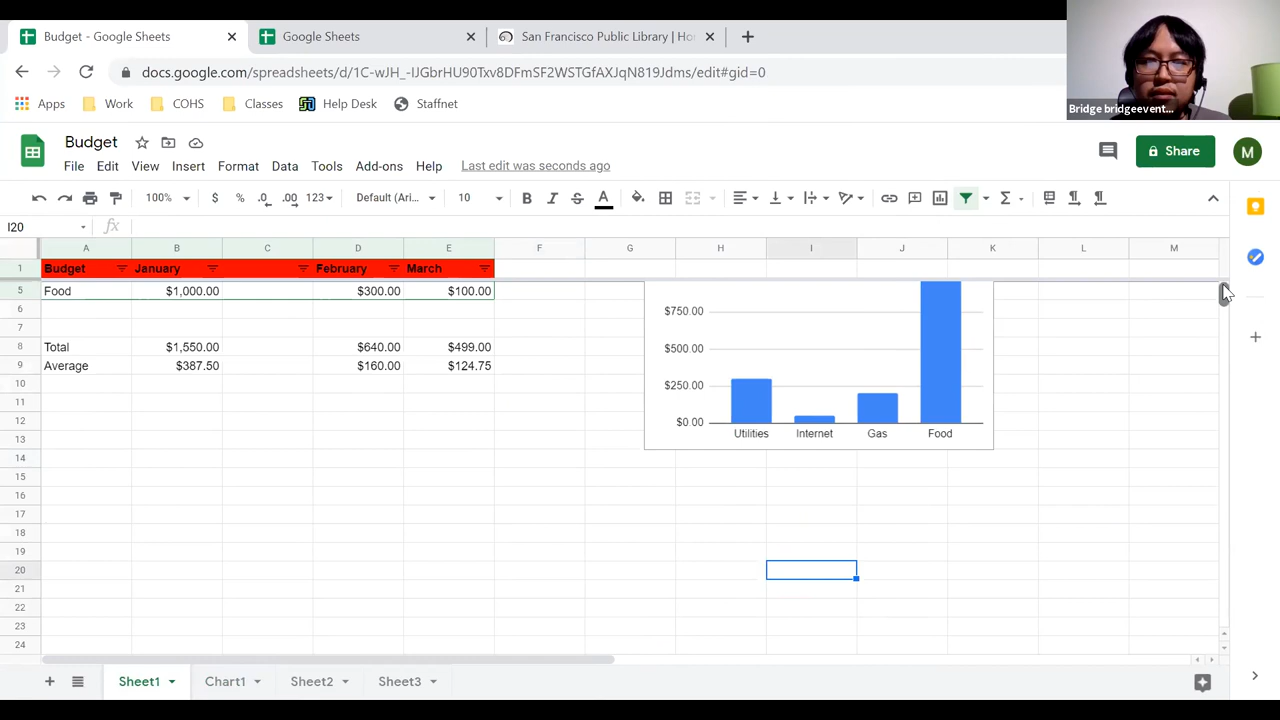 Budget - Google Sheets
Google Sheets
San Francisco Public Library | Ho
docs.google.com/spreadsheets/d/1C-wJH_-IJGbrHU90Tcv8DFmSF2WSTGfAXJqN819Jdms/edit#gid=0
Apps Work COHS Classes Help Desk Staffnet
Bridge bridgeevent...
Budget
File Edit View Insert Format Data Tools Add-ons Help Last edit was seconds ago
Share M
100% $ % .0 .00 123 Default (Ari... 10 B I S A
I20 fx
A B C D E F G H I J K L M
1 Budget January February March
5 Food $1,000.00 $300.00 $100.00
6
7
8 Total $1,550.00 $640.00 $499.00
9 Average $387.50 $160.00 $124.75
10
11
12
13
14
15
16
17
18
19
20
21
22
23
24
$750.00
$500.00
$250.00
$0.00
Utilities Internet Gas Food
Sheet1 Chart1 Sheet2 Sheet3